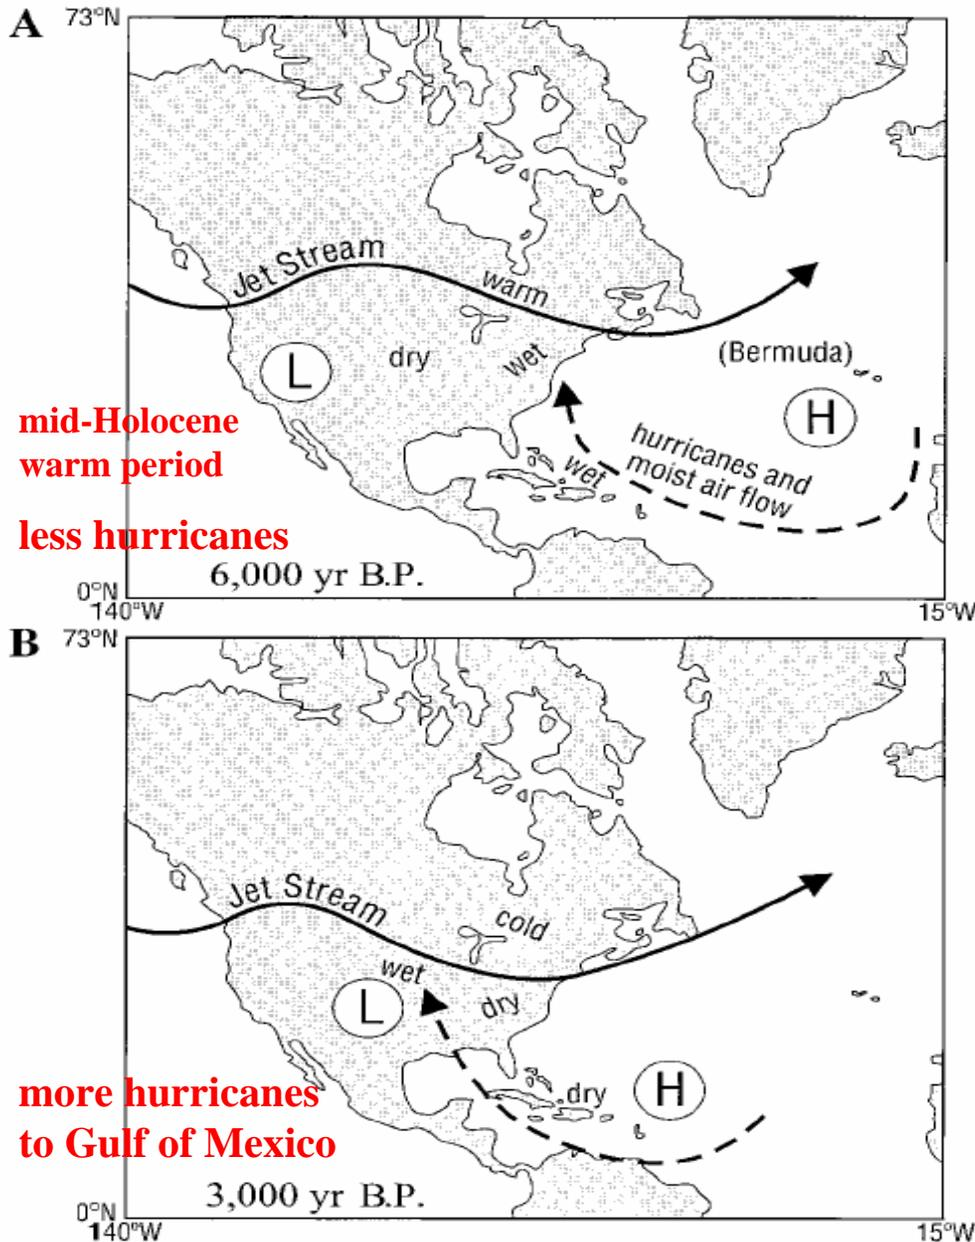 A
73°N
Jet Stream
warm
(Bermuda)
dry
wet
L
H
mid-Holocene
warm period
hurricanes and
moist air flow
wet
less hurricanes
6,000 yr B.P.
0°N
140°W
15°W
B
73°N
Jet Stream
cold
wet
L
dry
H
dry
more hurricanes
to Gulf of Mexico
3,000 yr B.P.
0°N
140°W
15°W